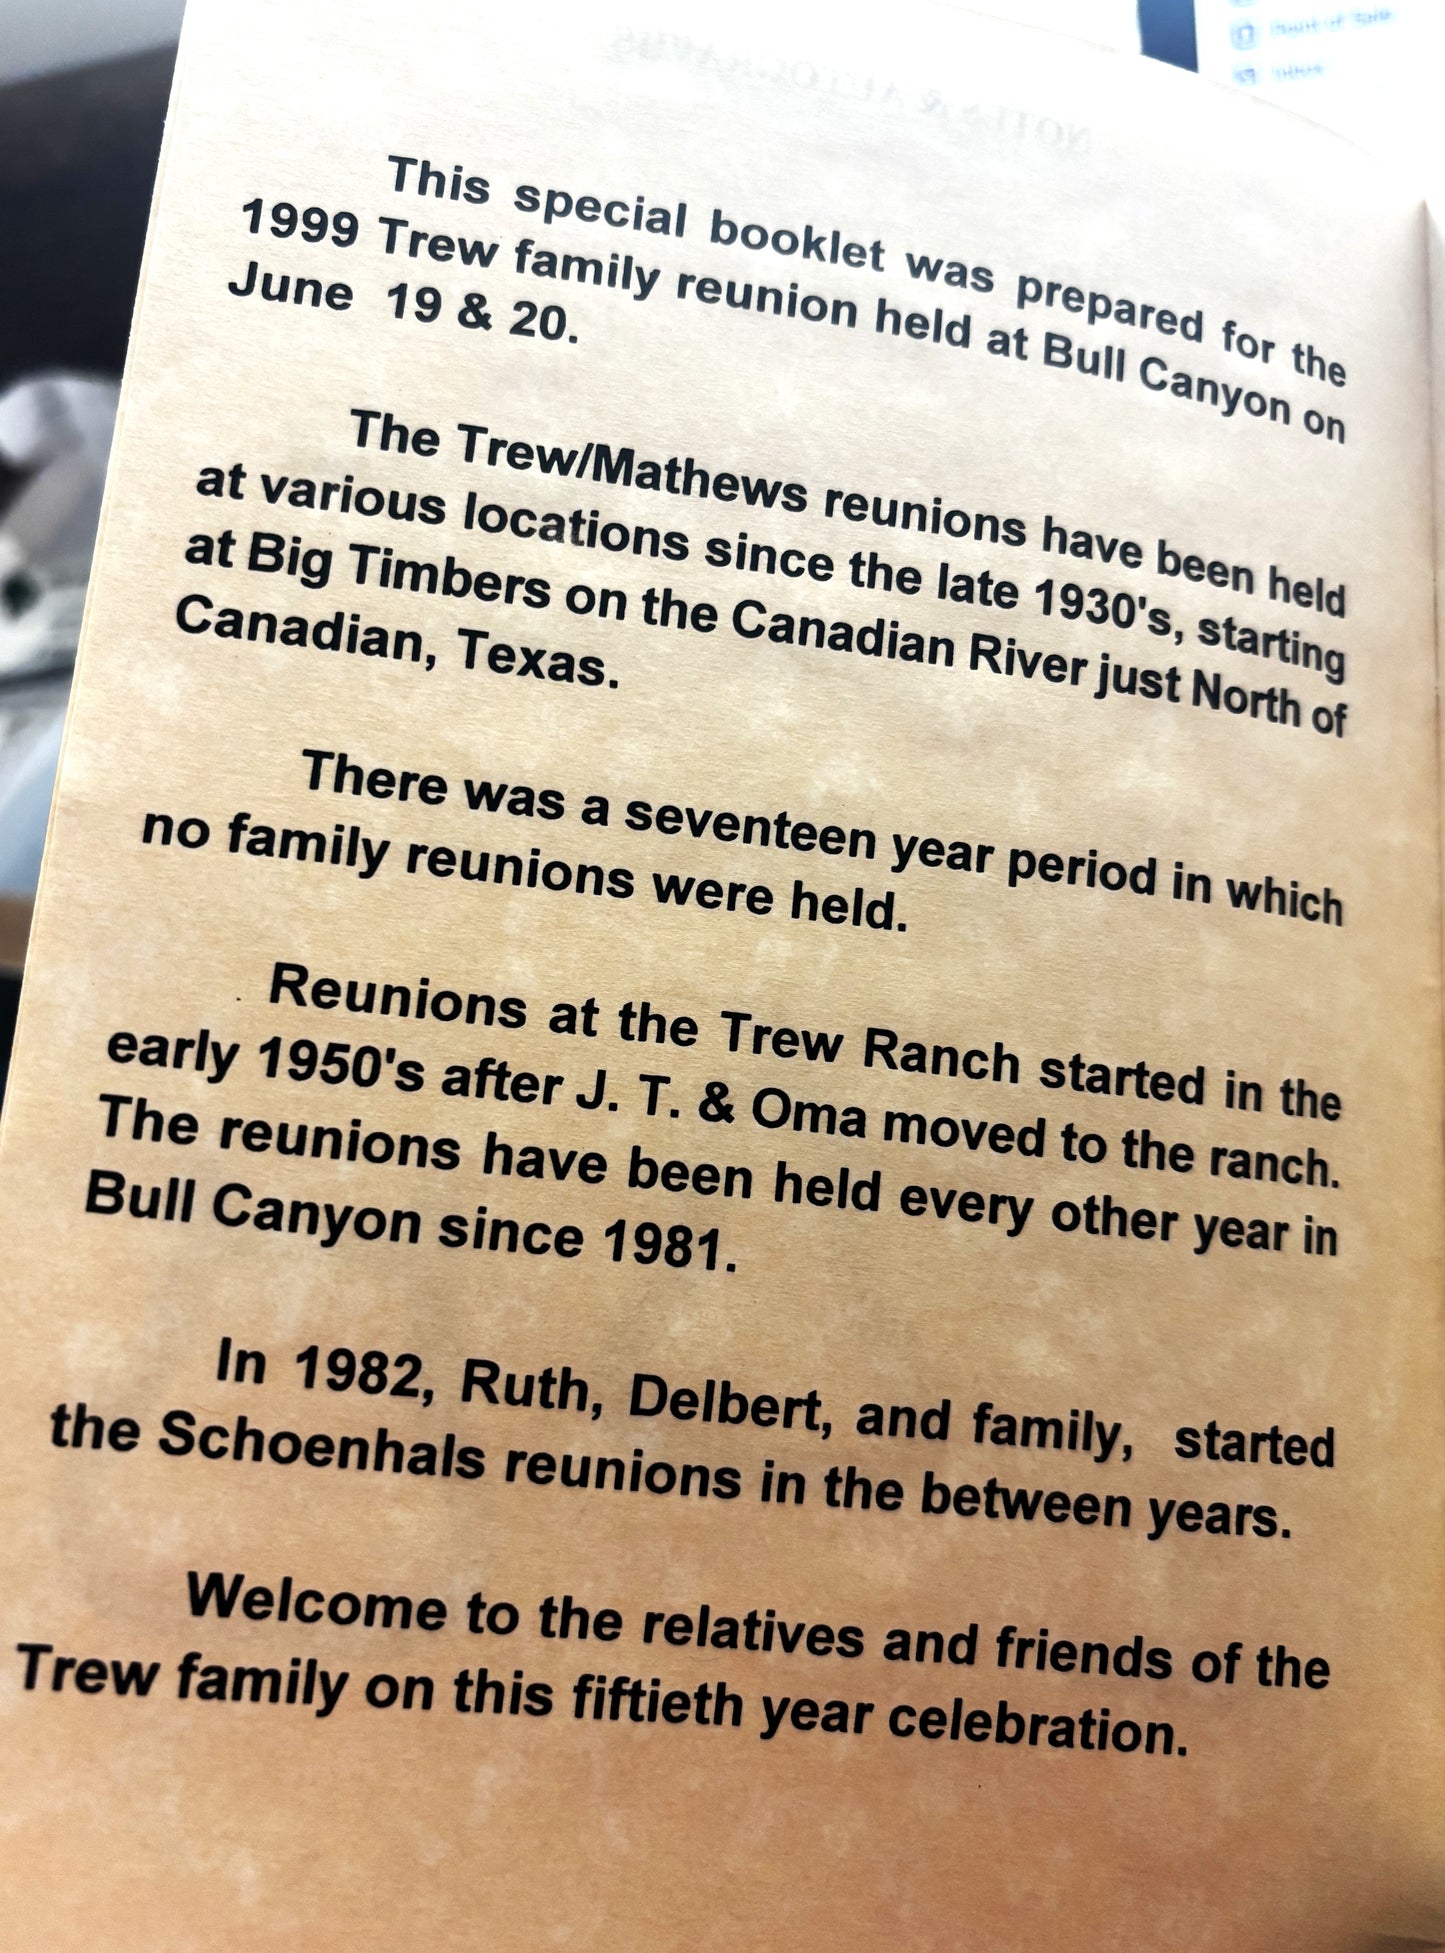 This special booklet was prepared for the
1999 Trew family reunion held at Bull Canyon on
June 19 & 20.
The Trew/Mathews reunions have been held
at various locations since the late 1930's, starting
at Big Timbers on the Canadian River just North of
Canadian, Texas.
There was a seventeen year period in which
no family reunions were held.
Reunions at the Trew Ranch started in the
early 1950's after J. T. & Oma moved to the ranch.
The reunions have been held every other year in
Bull Canyon since 1981.
In 1982, Ruth, Delbert, and family, started
the Schoenhals reunions in the between years.
Welcome to the relatives and friends of the
Trew family on this fiftieth year celebration.